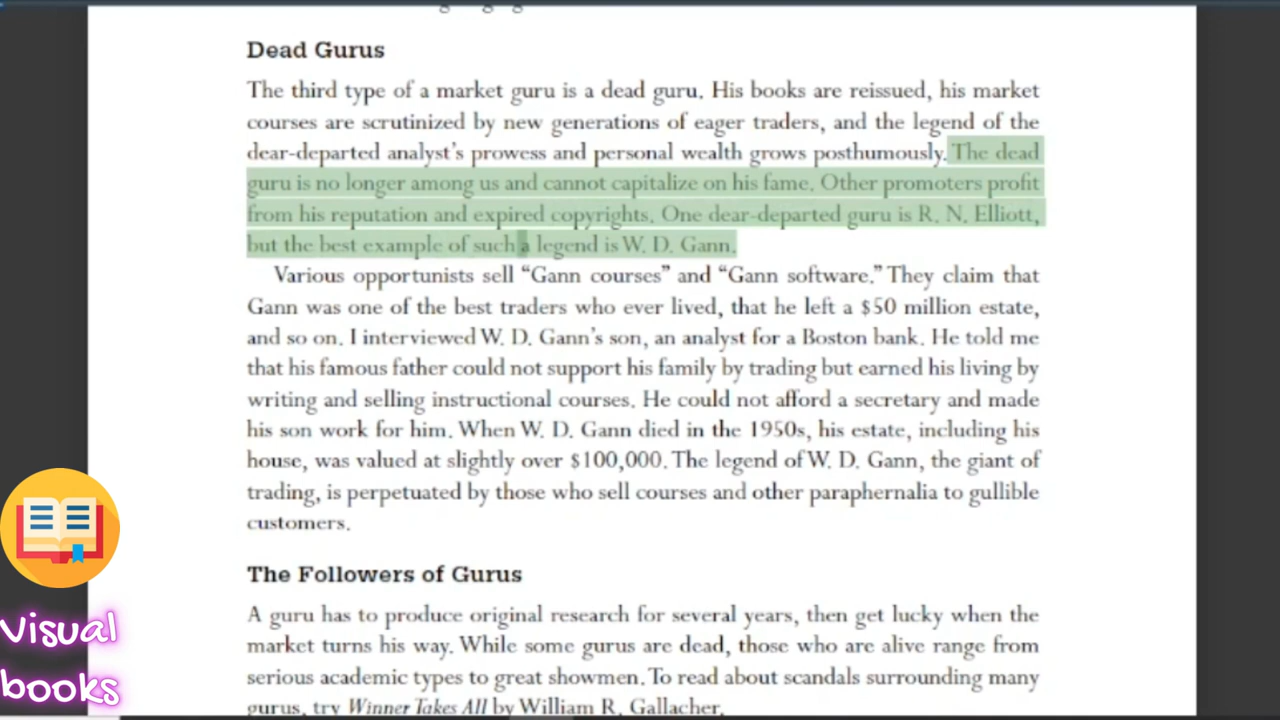 Dead Gurus
The third type of a market guru is a dead guru. His books are reissued, his market
courses are scrutinized by new generations of eager traders, and the legend of the
dear-departed analyst's prowess and personal wealth grows posthumously. The dead
guru is no longer among us and cannot capitalize on his fame. Other promoters profit
from his reputation and expired copyrights. One dear-departed guru is R. N. Elliott,
but the best example of such a legend is W. D. Gann.
Various opportunists sell “Gann courses” and “Gann software.” They claim that
Gann was one of the best traders who ever lived, that he left a $50 million estate,
and so on. I interviewed W. D. Gann's son, an analyst for a Boston bank. He told me
that his famous father could not support his family by trading but earned his living by
writing and selling instructional courses. He could not afford a secretary and made
his son work for him. When W. D. Gann died in the 1950s, his estate, including his
house, was valued at slightly over $100,000. The legend of W. D. Gann, the giant of
trading, is perpetuated by those who sell courses and other paraphernalia to gullible
customers.
The Followers of Gurus
A guru has to produce original research for several years, then get lucky when the
market turns his way. While some gurus are dead, those who are alive range from
serious academic types to great showmen. To read about scandals surrounding many
gurus, try Winner Takes All by William R. Gallacher.
Visual
books